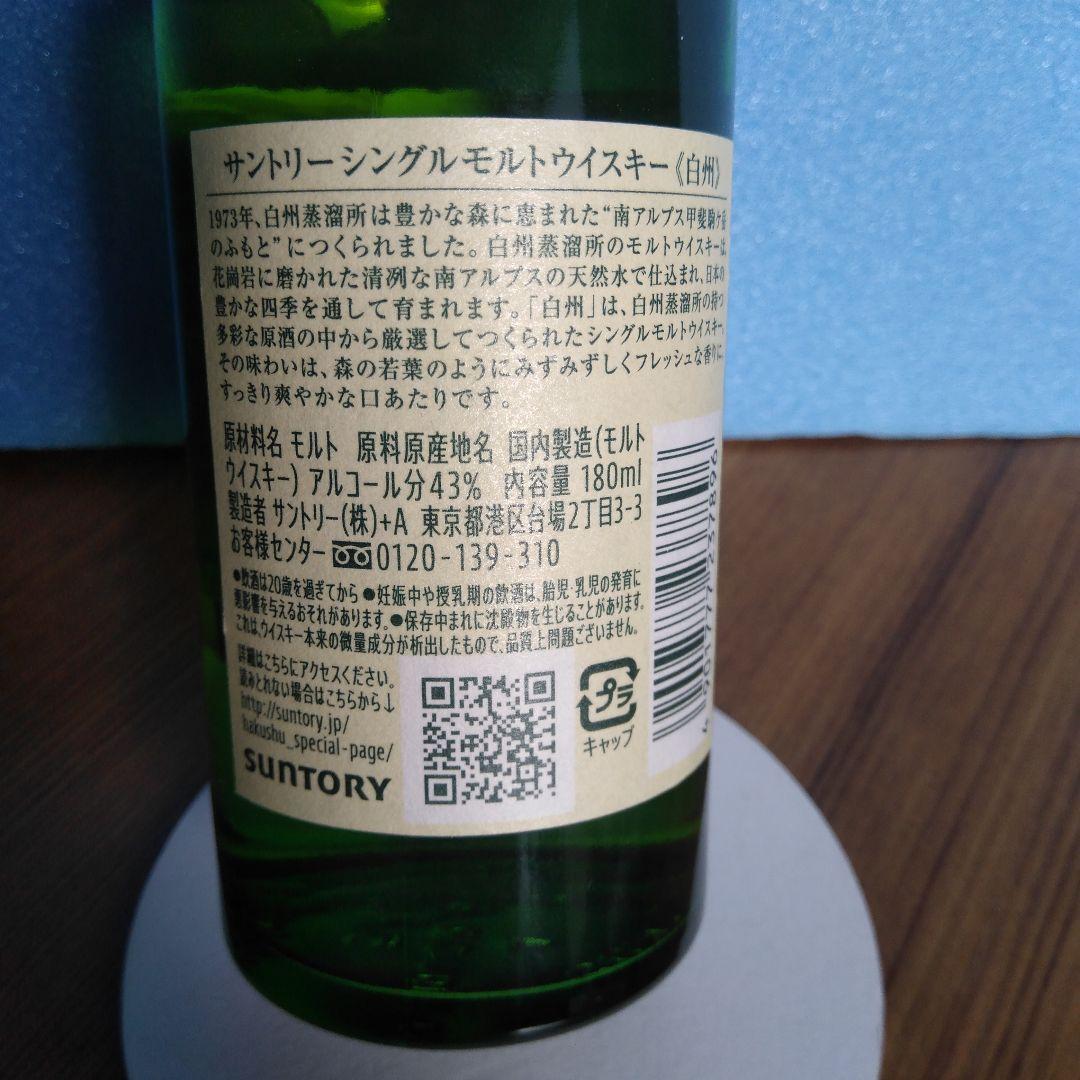 サントリーシングルモルトウイスキー《白州》
1973年、白州蒸溜所は豊かな森に恵まれた“南アルプス甲斐駒ケ岳
のふもと”につくられました。白州蒸溜所のモルトウイスキーは、
花崗岩に磨かれた清冽な南アルプスの天然水で仕込まれ、日本の
豊かな四季を通して育まれます。「白州」は、白州蒸溜所の持つ
多彩な原酒の中から厳選してつくられたシングルモルトウイスキー。
その味わいは、森の若葉のようにみずみずしくフレッシュな香りに、
すっきり爽やかな口あたりです。
原材料名 モルト 原料原産地名 国内製造(モルト
ウイスキー) アルコール分43% 内容量 180ml
製造者 サントリー(株)+A 東京都港区台場2丁目3-3
お客様センター 0120-139-310
●飲酒は20歳を過ぎてから ●妊娠中や授乳期の飲酒は、胎児・乳児の発育に
悪影響を与えるおそれがあります。●保存中まれに沈殿物を生じることがあります。
これは、ウイスキー本来の微量成分が析出したもので、品質上問題ございません。
詳細はこちらにアクセスください。
読みとれない場合はこちらから↓
http://suntory.jp/
hakushu_special-page/
SUNTORY
プラ
キャップ
4 901777 237896